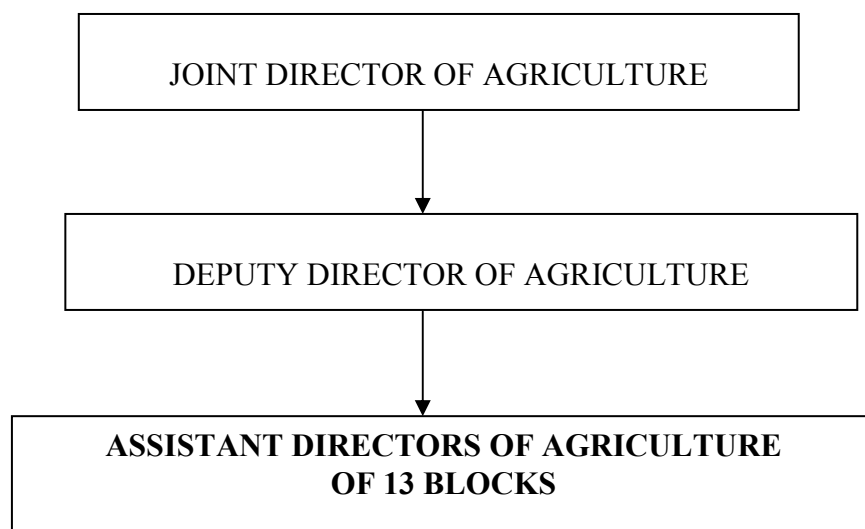 JOINT DIRECTOR OF AGRICULTURE
DEPUTY DIRECTOR OF AGRICULTURE
ASSISTANT DIRECTORS OF AGRICULTURE
OF 13 BLOCKS